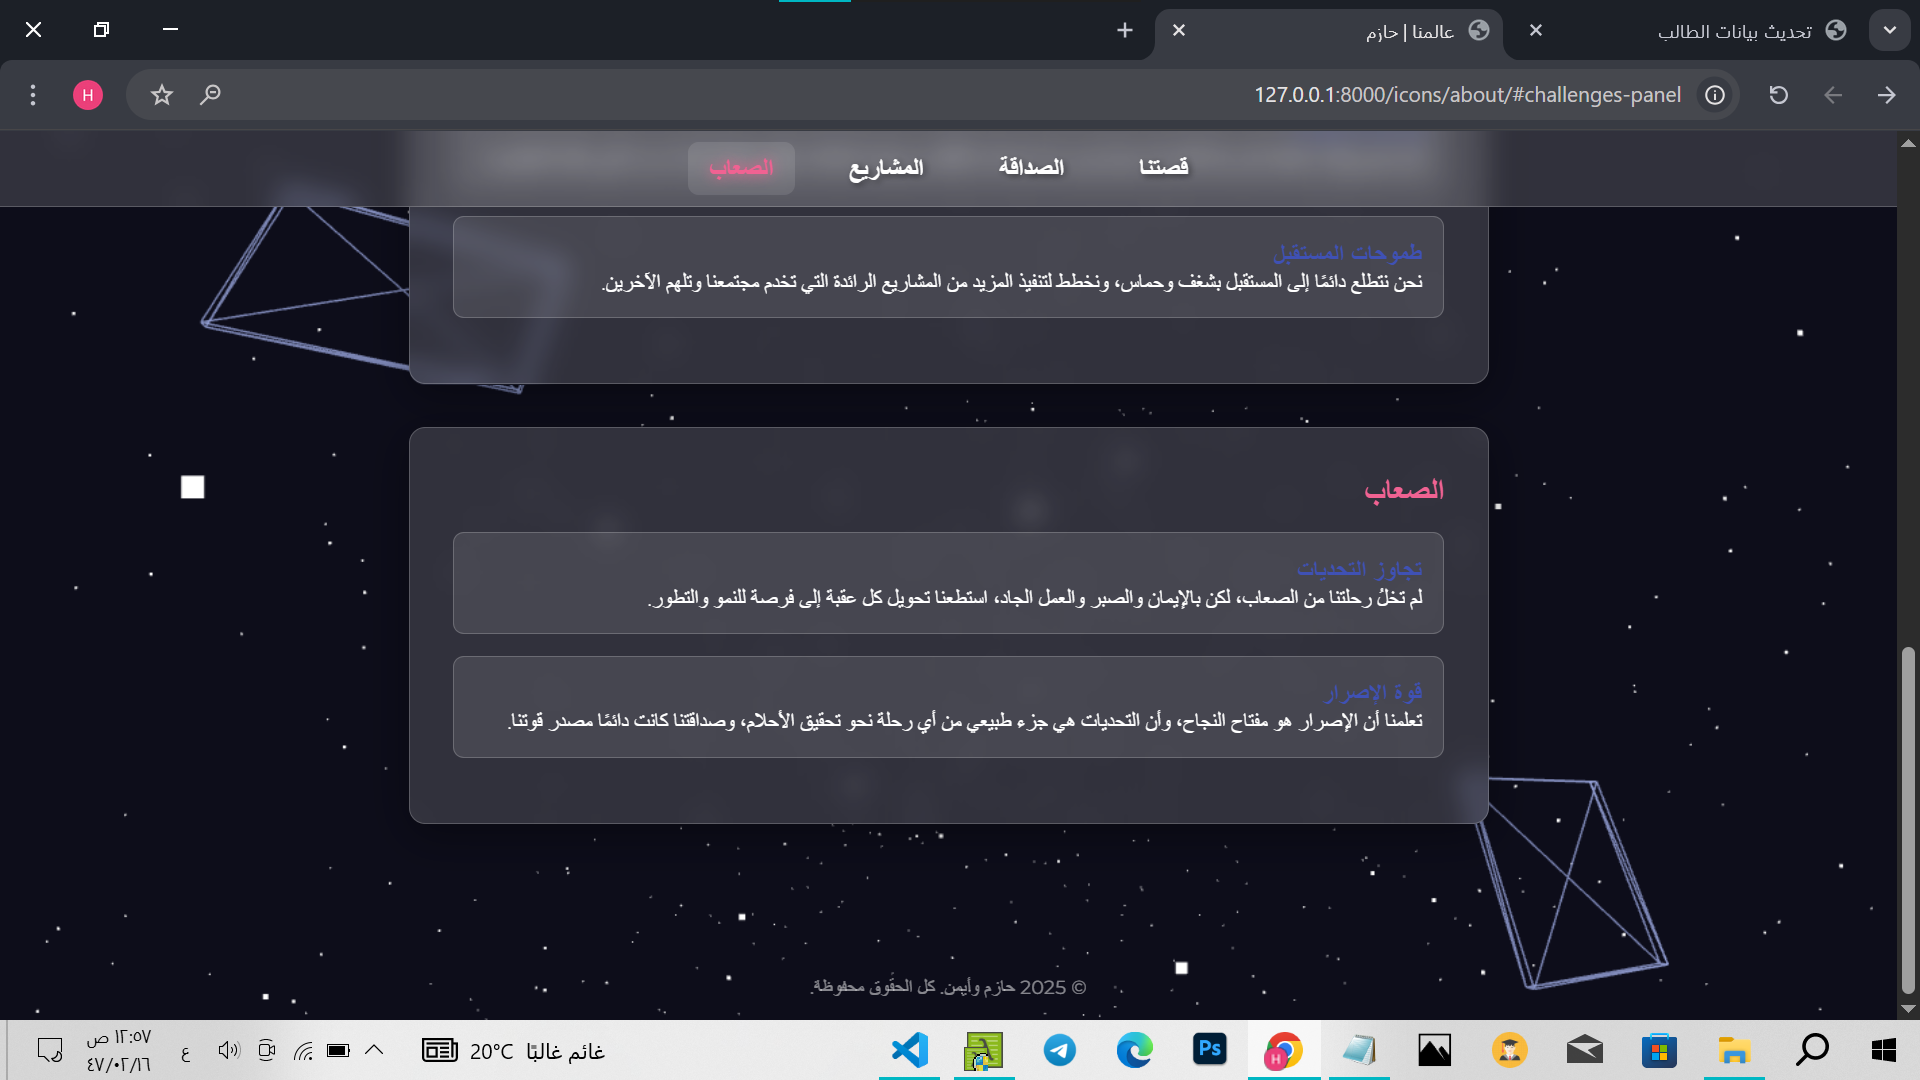 تحديث بيانات الطالب
عالمنا | حازم
127.0.0.1:8000/icons/about/#challenges-panel
H
قصتنا
الصداقة
المشاريع
الصعاب
طموحات المستقبل
نحن نتطلع دائمًا إلى المستقبل بشغف وحماس، ونخطط لتنفيذ المزيد من المشاريع الرائدة التي تخدم مجتمعنا وتلهم الآخرين.
الصعاب
تجاوز التحديات
لم تخلُ رحلتنا من الصعاب، لكن بالإيمان والصبر والعمل الجاد، استطعنا تحويل كل عقبة إلى فرصة للنمو والتطور.
قوة الإصرار
تعلمنا أن الإصرار هو مفتاح النجاح، وأن التحديات هي جزء طبيعي من أي رحلة نحو تحقيق الأحلام، وصداقتنا كانت دائمًا مصدر قوتنا.
© 2025 حازم وأيمن. كل الحقوق محفوظة.
Ps
H
غائم غالبًا 20°C
ع
١٢:٥٧ ص
٤٧/٠٢/١٦